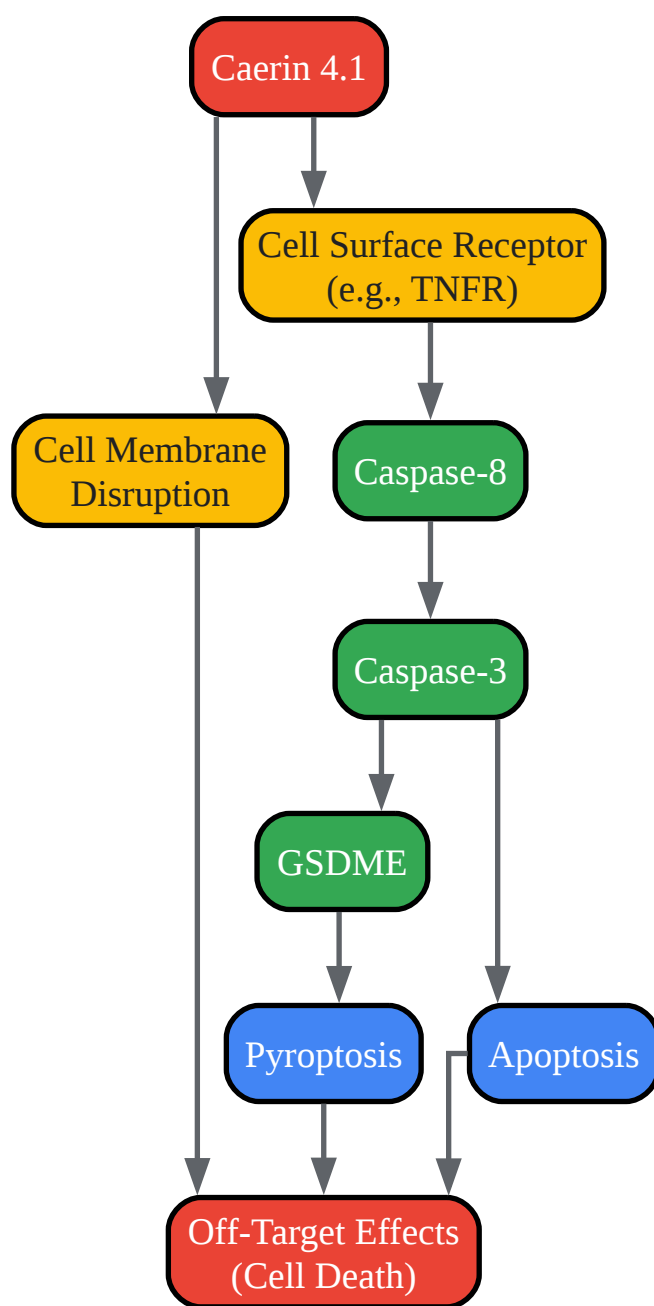 Caerin 4.1
Cell Surface Receptor
(e.g., TNFR)
Cell Membrane
Disruption
Caspase-8
Caspase-3
GSDME
Pyroptosis
Apoptosis
Off-Target Effects
(Cell Death)